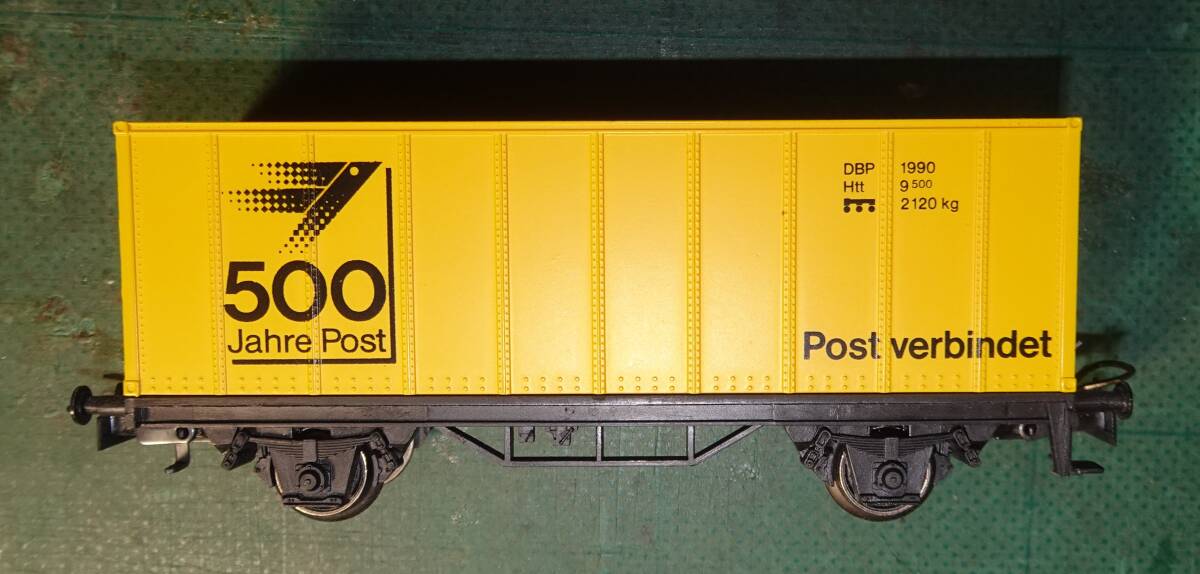 500
Jahre Post
DBP 1990
Htt 9 500
2120 kg
Post verbindet